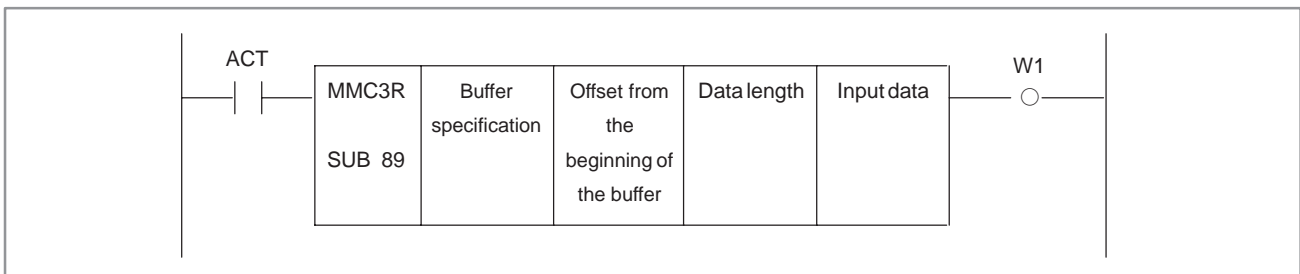 ACT
W1
MMC3R
SUB 89
Buffer
specification
Offset from
the
beginning of
the buffer
Data length
Input data